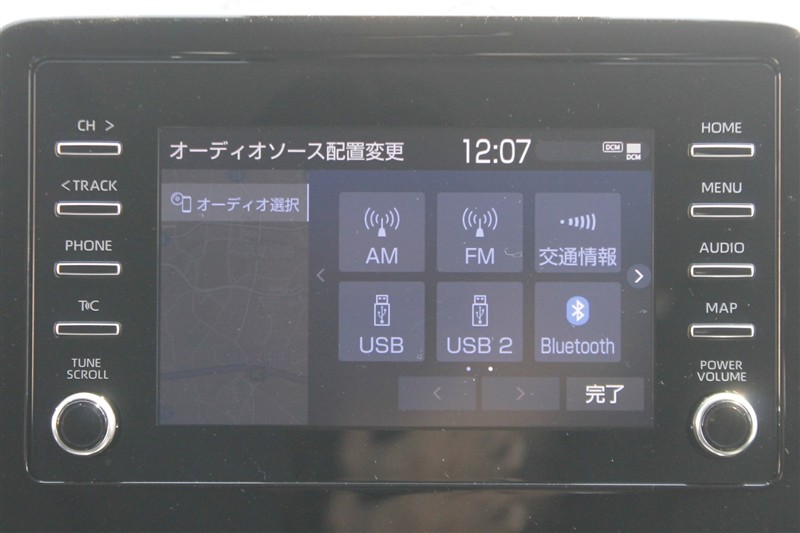 CH >
< TRACK
PHONE
T C
TUNE
SCROLL
オーディオソース配置変更
12:07
DCM
DCM
オーディオ選択
AM
FM
交通情報
USB
USB 2
Bluetooth
完了
HOME
MENU
AUDIO
MAP
POWER
VOLUME